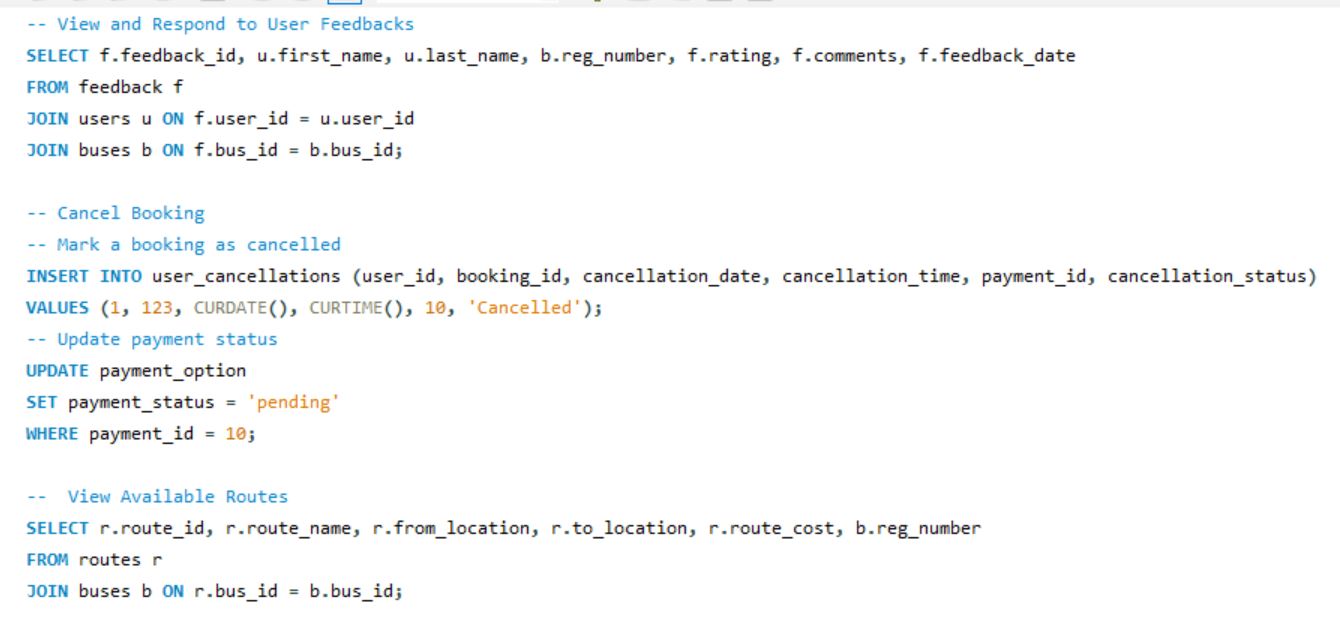 -- View and Respond to User Feedbacks
SELECT f.feedback_id, u.first_name, u.last_name, b.reg_number, f.rating, f.comments, f.feedback_date
FROM feedback f
JOIN users u ON f.user_id = u.user_id
JOIN buses b ON f.bus_id = b.bus_id;
-- Cancel Booking
-- Mark a booking as cancelled
INSERT INTO user_cancellations (user_id, booking_id, cancellation_date, cancellation_time, payment_id, cancellation_status)
VALUES (1, 123, CURDATE(), CURTIME(), 10, 'Cancelled');
-- Update payment status
UPDATE payment_option
SET payment_status = 'pending'
WHERE payment_id = 10;
--  View Available Routes
SELECT r.route_id, r.route_name, r.from_location, r.to_location, r.route_cost, b.reg_number
FROM routes r
JOIN buses b ON r.bus_id = b.bus_id;